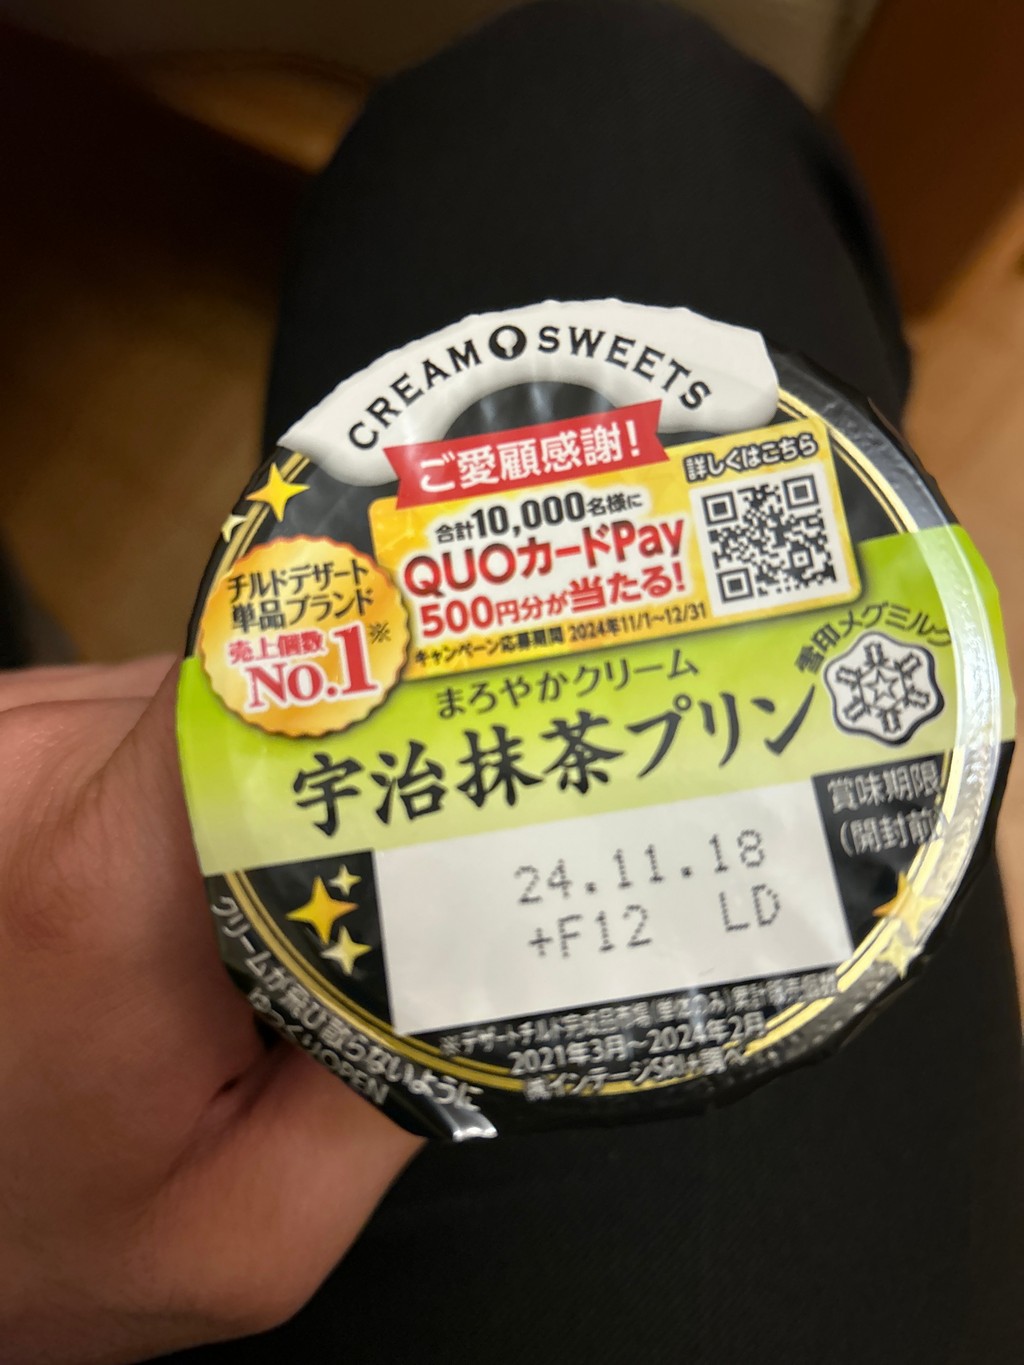 CREAM SWEETS
ご愛顧感謝!
詳しくはこちら
合計10,000名様に
QUOカードPay
500円分が当たる!
キャンペーン応募期間 2024年11/1~12/31
チルドデザート
単品ブランド
売上個数※
No.1
まろやかクリーム
宇治抹茶プリン
雪印メグミルク
賞味期限
(開封前)
24.11.18
+F12 LD
2021年3月~2024年2月
クリームが飛び散らないように
OPEN